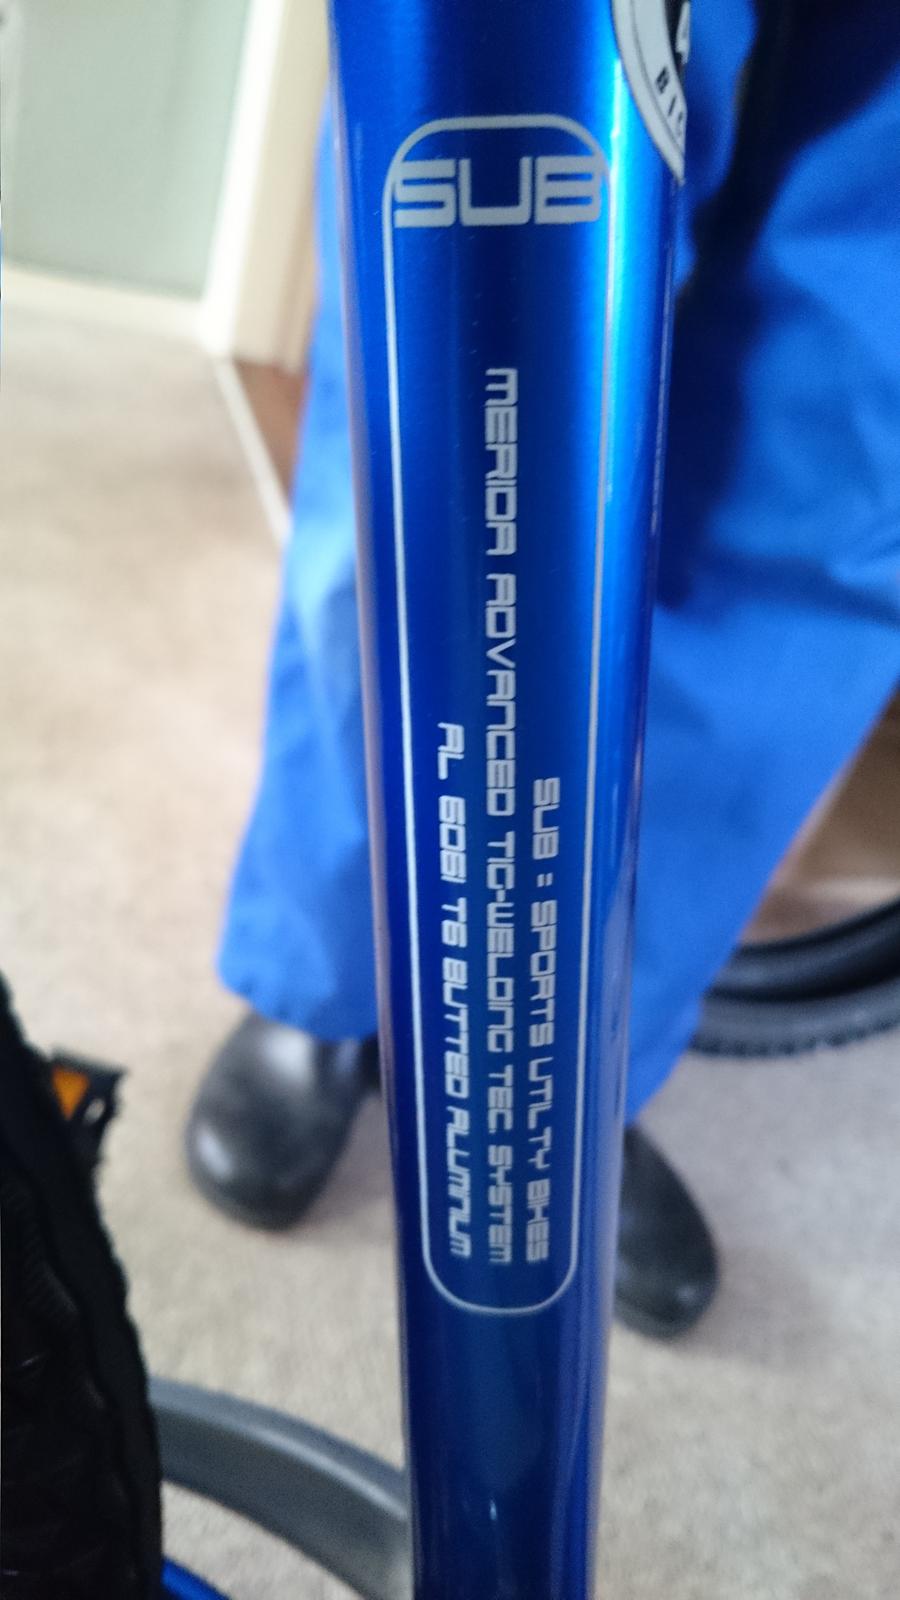 SUB
SUB = SPORTS UTILITY BIKES
MERIDA ADVANCED TIG-WELDING TEC. SYSTEM
AL 6061 T6 BUTTED ALUMINUM